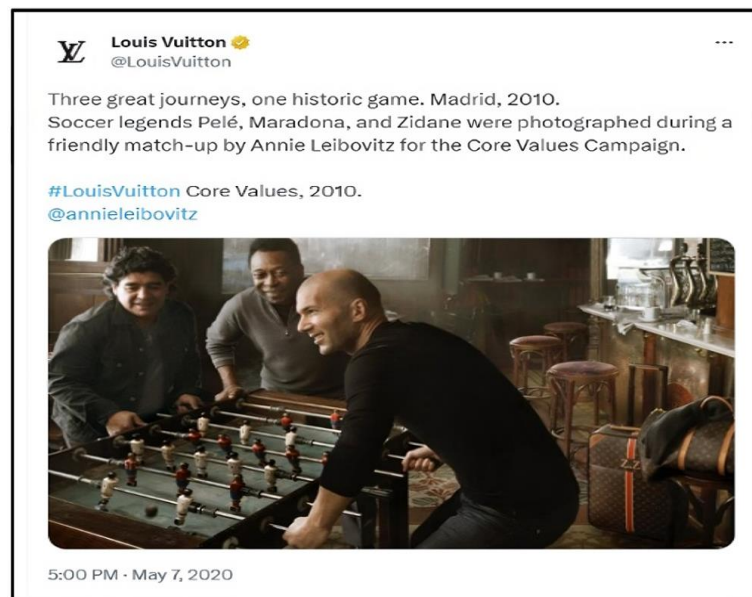 Louis Vuitton
@LouisVuitton
Three great journeys, one historic game. Madrid, 2010.
Soccer legends Pelé, Maradona, and Zidane were photographed during a
friendly match-up by Annie Leibovitz for the Core Values Campaign.
#LouisVuitton Core Values, 2010.
@annieleibovitz
5:00 PM · May 7, 2020